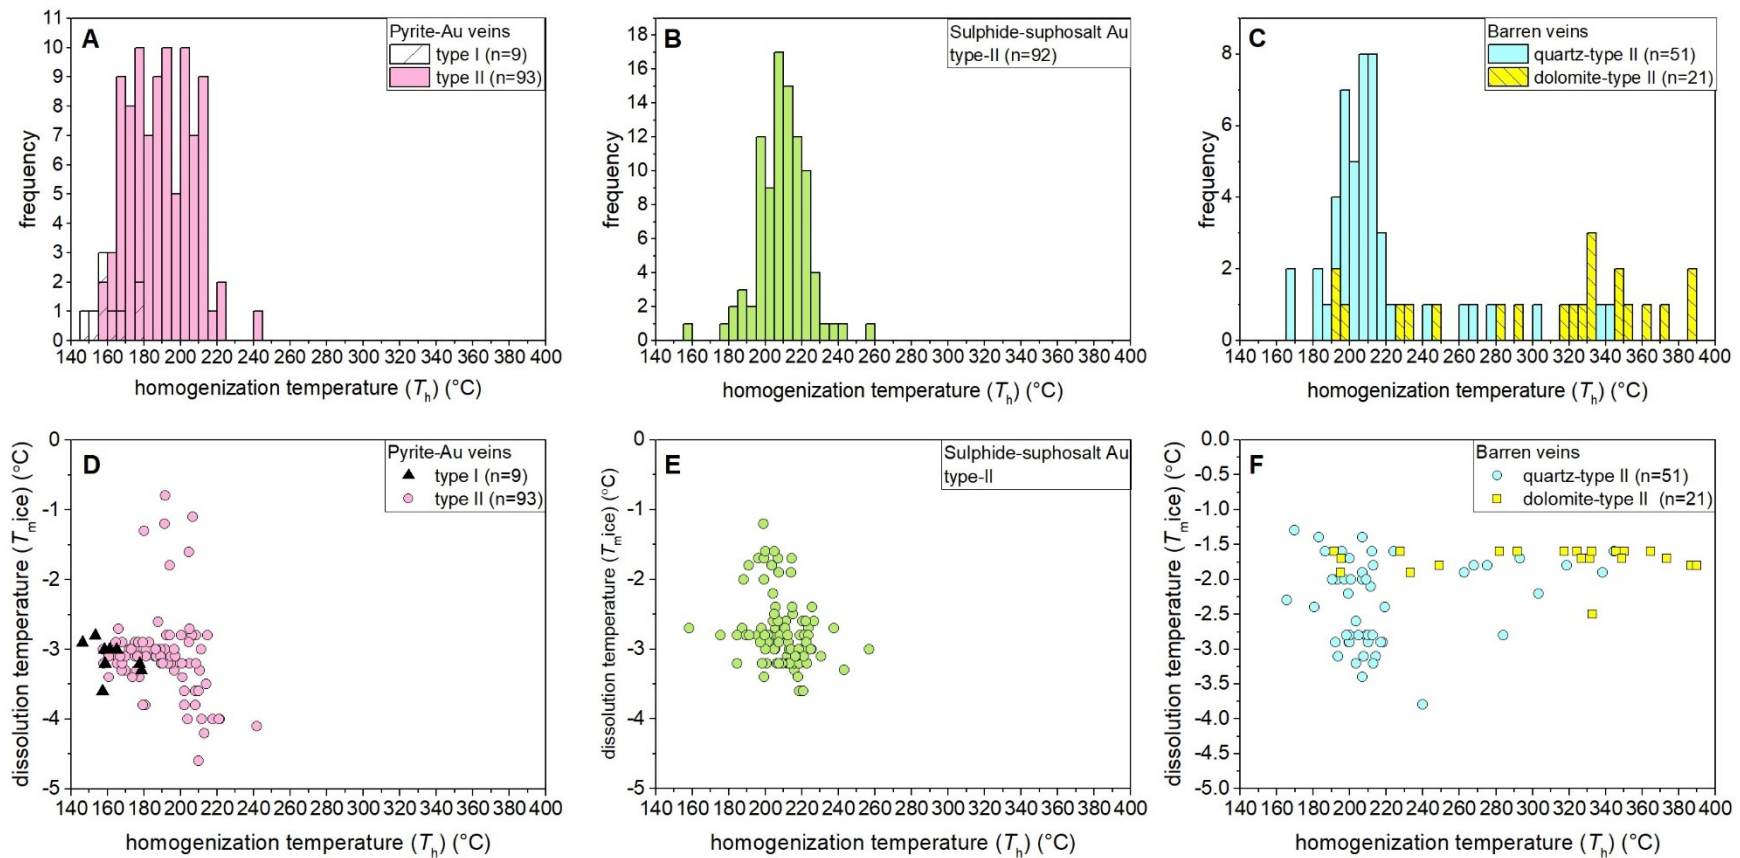 A
Pyrite-Au veins
type I (n=9)
type II (n=93)
11
10
9
8
7
6
5
4
3
2
1
0
frequency
140 160 180 200 220 240 260 280 300 320 340 360 380 400
homogenization temperature (Th) (°C)
B
Sulphide-suphosalt Au
type-II (n=92)
18
16
14
12
10
8
6
4
2
0
frequency
140 160 180 200 220 240 260 280 300 320 340 360 380 400
homogenization temperature (Th) (°C)
C
Barren veins
quartz-type II (n=51)
dolomite-type II (n=21)
8
6
4
2
0
frequency
140 160 180 200 220 240 260 280 300 320 340 360 380 400
homogenization temperature (Th) (°C)
D
Pyrite-Au veins
type I (n=9)
type II (n=93)
0
-1
-2
-3
-4
-5
dissolution temperature (Tmice) (°C)
140 160 180 200 220 240 260 280 300 320 340 360 380 400
homogenization temperature (Th) (°C)
E
Sulphide-suphosalt Au
type-II
0
-1
-2
-3
-4
-5
dissolution temperature (Tmice) (°C)
140 160 180 200 220 240 260 280 300 320 340 360 380 400
homogenization temperature (Th) (°C)
F
Barren veins
quartz-type II (n=51)
dolomite-type II (n=21)
0.0
-0.5
-1.0
-1.5
-2.0
-2.5
-3.0
-3.5
-4.0
-4.5
-5.0
dissolution temperature (Tmice) (°C)
140 160 180 200 220 240 260 280 300 320 340 360 380 400
homogenization temperature (Th) (°C)